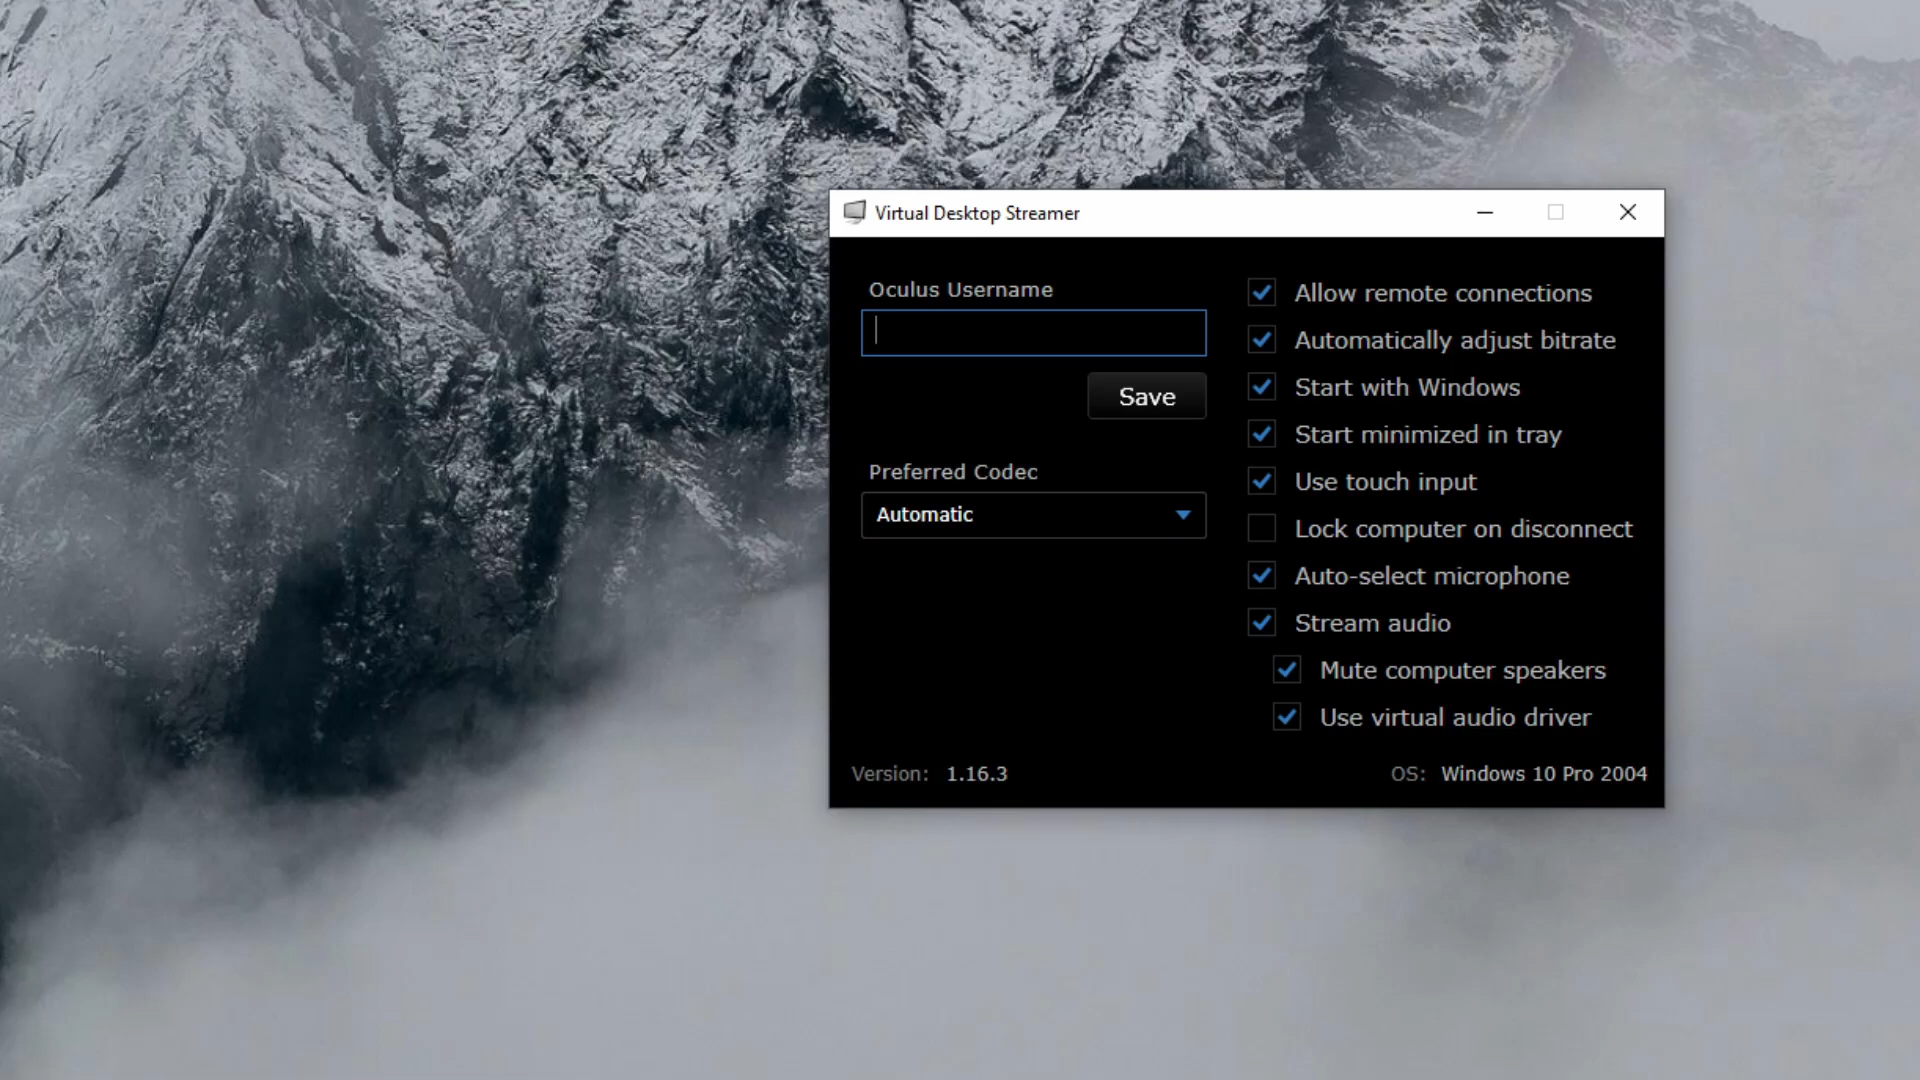 Virtual Desktop Streamer
Oculus Username
Save
Preferred Codec
Automatic
Allow remote connections
Automatically adjust bitrate
Start with Windows
Start minimized in tray
Use touch input
Lock computer on disconnect
Auto-select microphone
Stream audio
Mute computer speakers
Use virtual audio driver
Version: 1.16.3
OS: Windows 10 Pro 2004